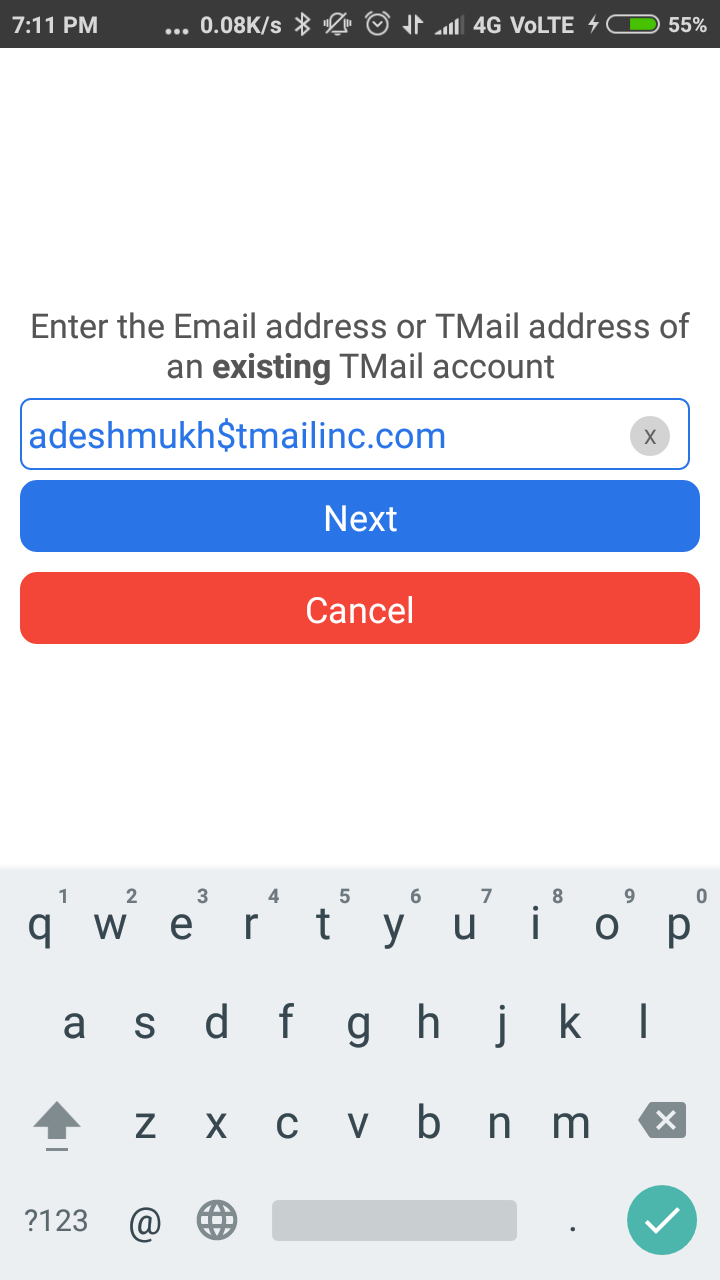 7:11 PM ... 0.08K/s 4G VoLTE 55%
Enter the Email address or TMail address of
an existing TMail account
adeshmukh$tmailinc.com x
Next
Cancel
1 2 3 4 5 6 7 8 9 0
q w e r t y u i o p
a s d f g h j k l
z x c v b n m
?123 @ .